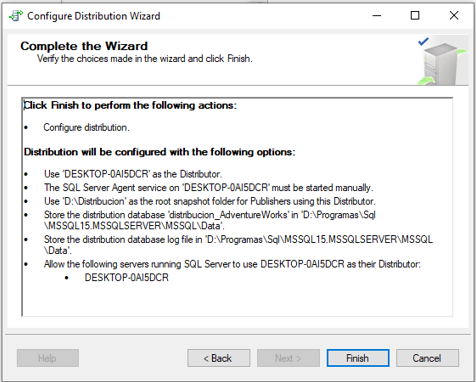 Configure Distribution Wizard
Complete the Wizard
Verify the choices made in the wizard and click Finish.
Click Finish to perform the following actions:
• Configure distribution.
Distribution will be configured with the following options:
• Use 'DESKTOP-0AI5DCR' as the Distributor.
• The SQL Server Agent service on 'DESKTOP-0AI5DCR' must be started manually.
• Use 'D:\Distribucion' as the root snapshot folder for Publishers using this Distributor.
• Store the distribution database 'distribucion_AdventureWorks' in 'D:\Programas\Sql
\MSSQL15.MSSQLSERVER\MSSQL\Data'.
• Store the distribution database log file in 'D:\Programas\Sql\MSSQL15.MSSQLSERVER\MSSQL
\Data'.
• Allow the following servers running SQL Server to use DESKTOP-0AI5DCR as their Distributor:
• DESKTOP-0AI5DCR
Help
< Back
Next >
Finish
Cancel